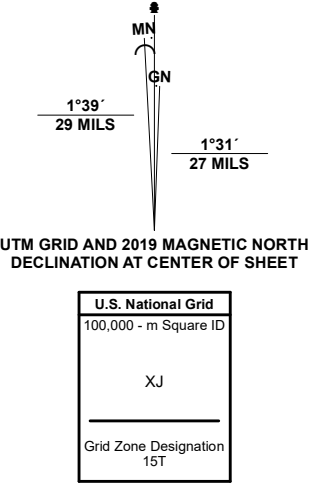 MN
GN
1°39´
29 MILS
1°31´
27 MILS
UTM GRID AND 2019 MAGNETIC NORTH
DECLINATION AT CENTER OF SHEET
U.S. National Grid
100,000 - m Square ID
XJ
Grid Zone Designation
15T